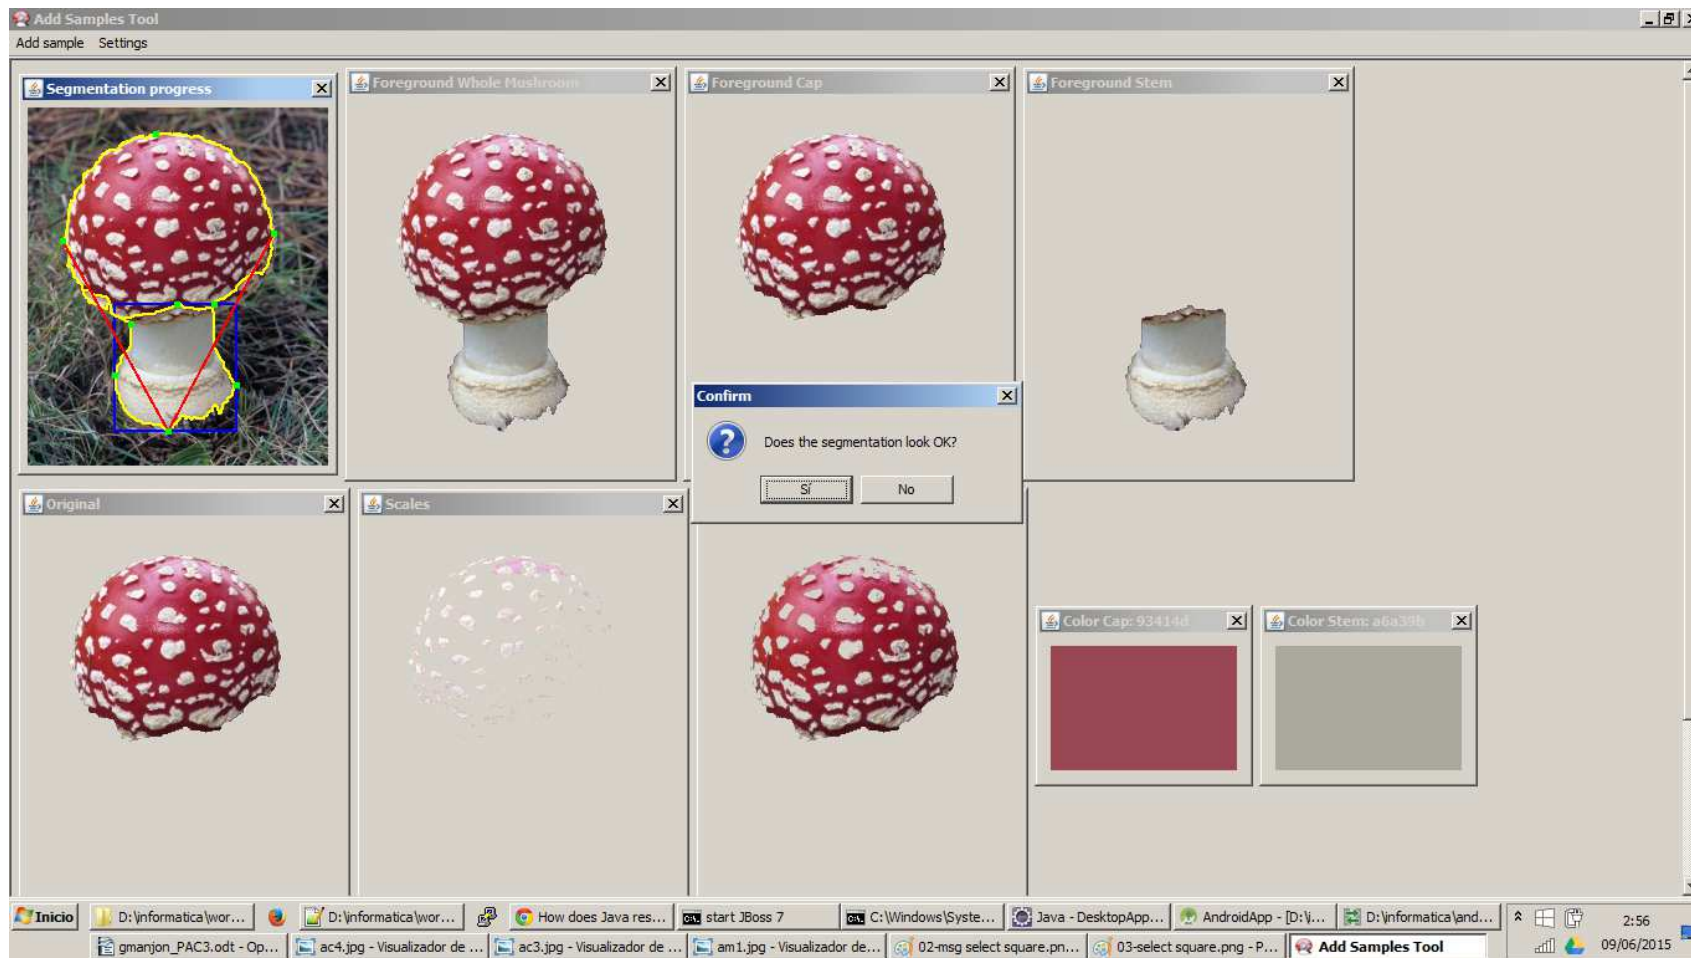 Add Samples Tool
Add sample Settings
Segmentation progress
Foreground Whole Mushroom
Foreground Cap
Foreground Stem
Confirm
Does the segmentation look OK?
Sí
No
Original
Scales
Color Cap: 93414d
Color Stem: a6a39b
Inicio
D:\informatica\wor...
D:\informatica\wor...
How does Java res...
start JBoss 7
C:\Windows\Syste...
Java - DesktopApp...
AndroidApp - [D:\i...
D:\informatica\and...
2:56
gmanjon_PAC3.odt - Op...
ac4.jpg - Visualizador de ...
ac3.jpg - Visualizador de ...
am1.jpg - Visualizador de...
02-msg select square.pn...
03-select square.png - P...
Add Samples Tool
09/06/2015